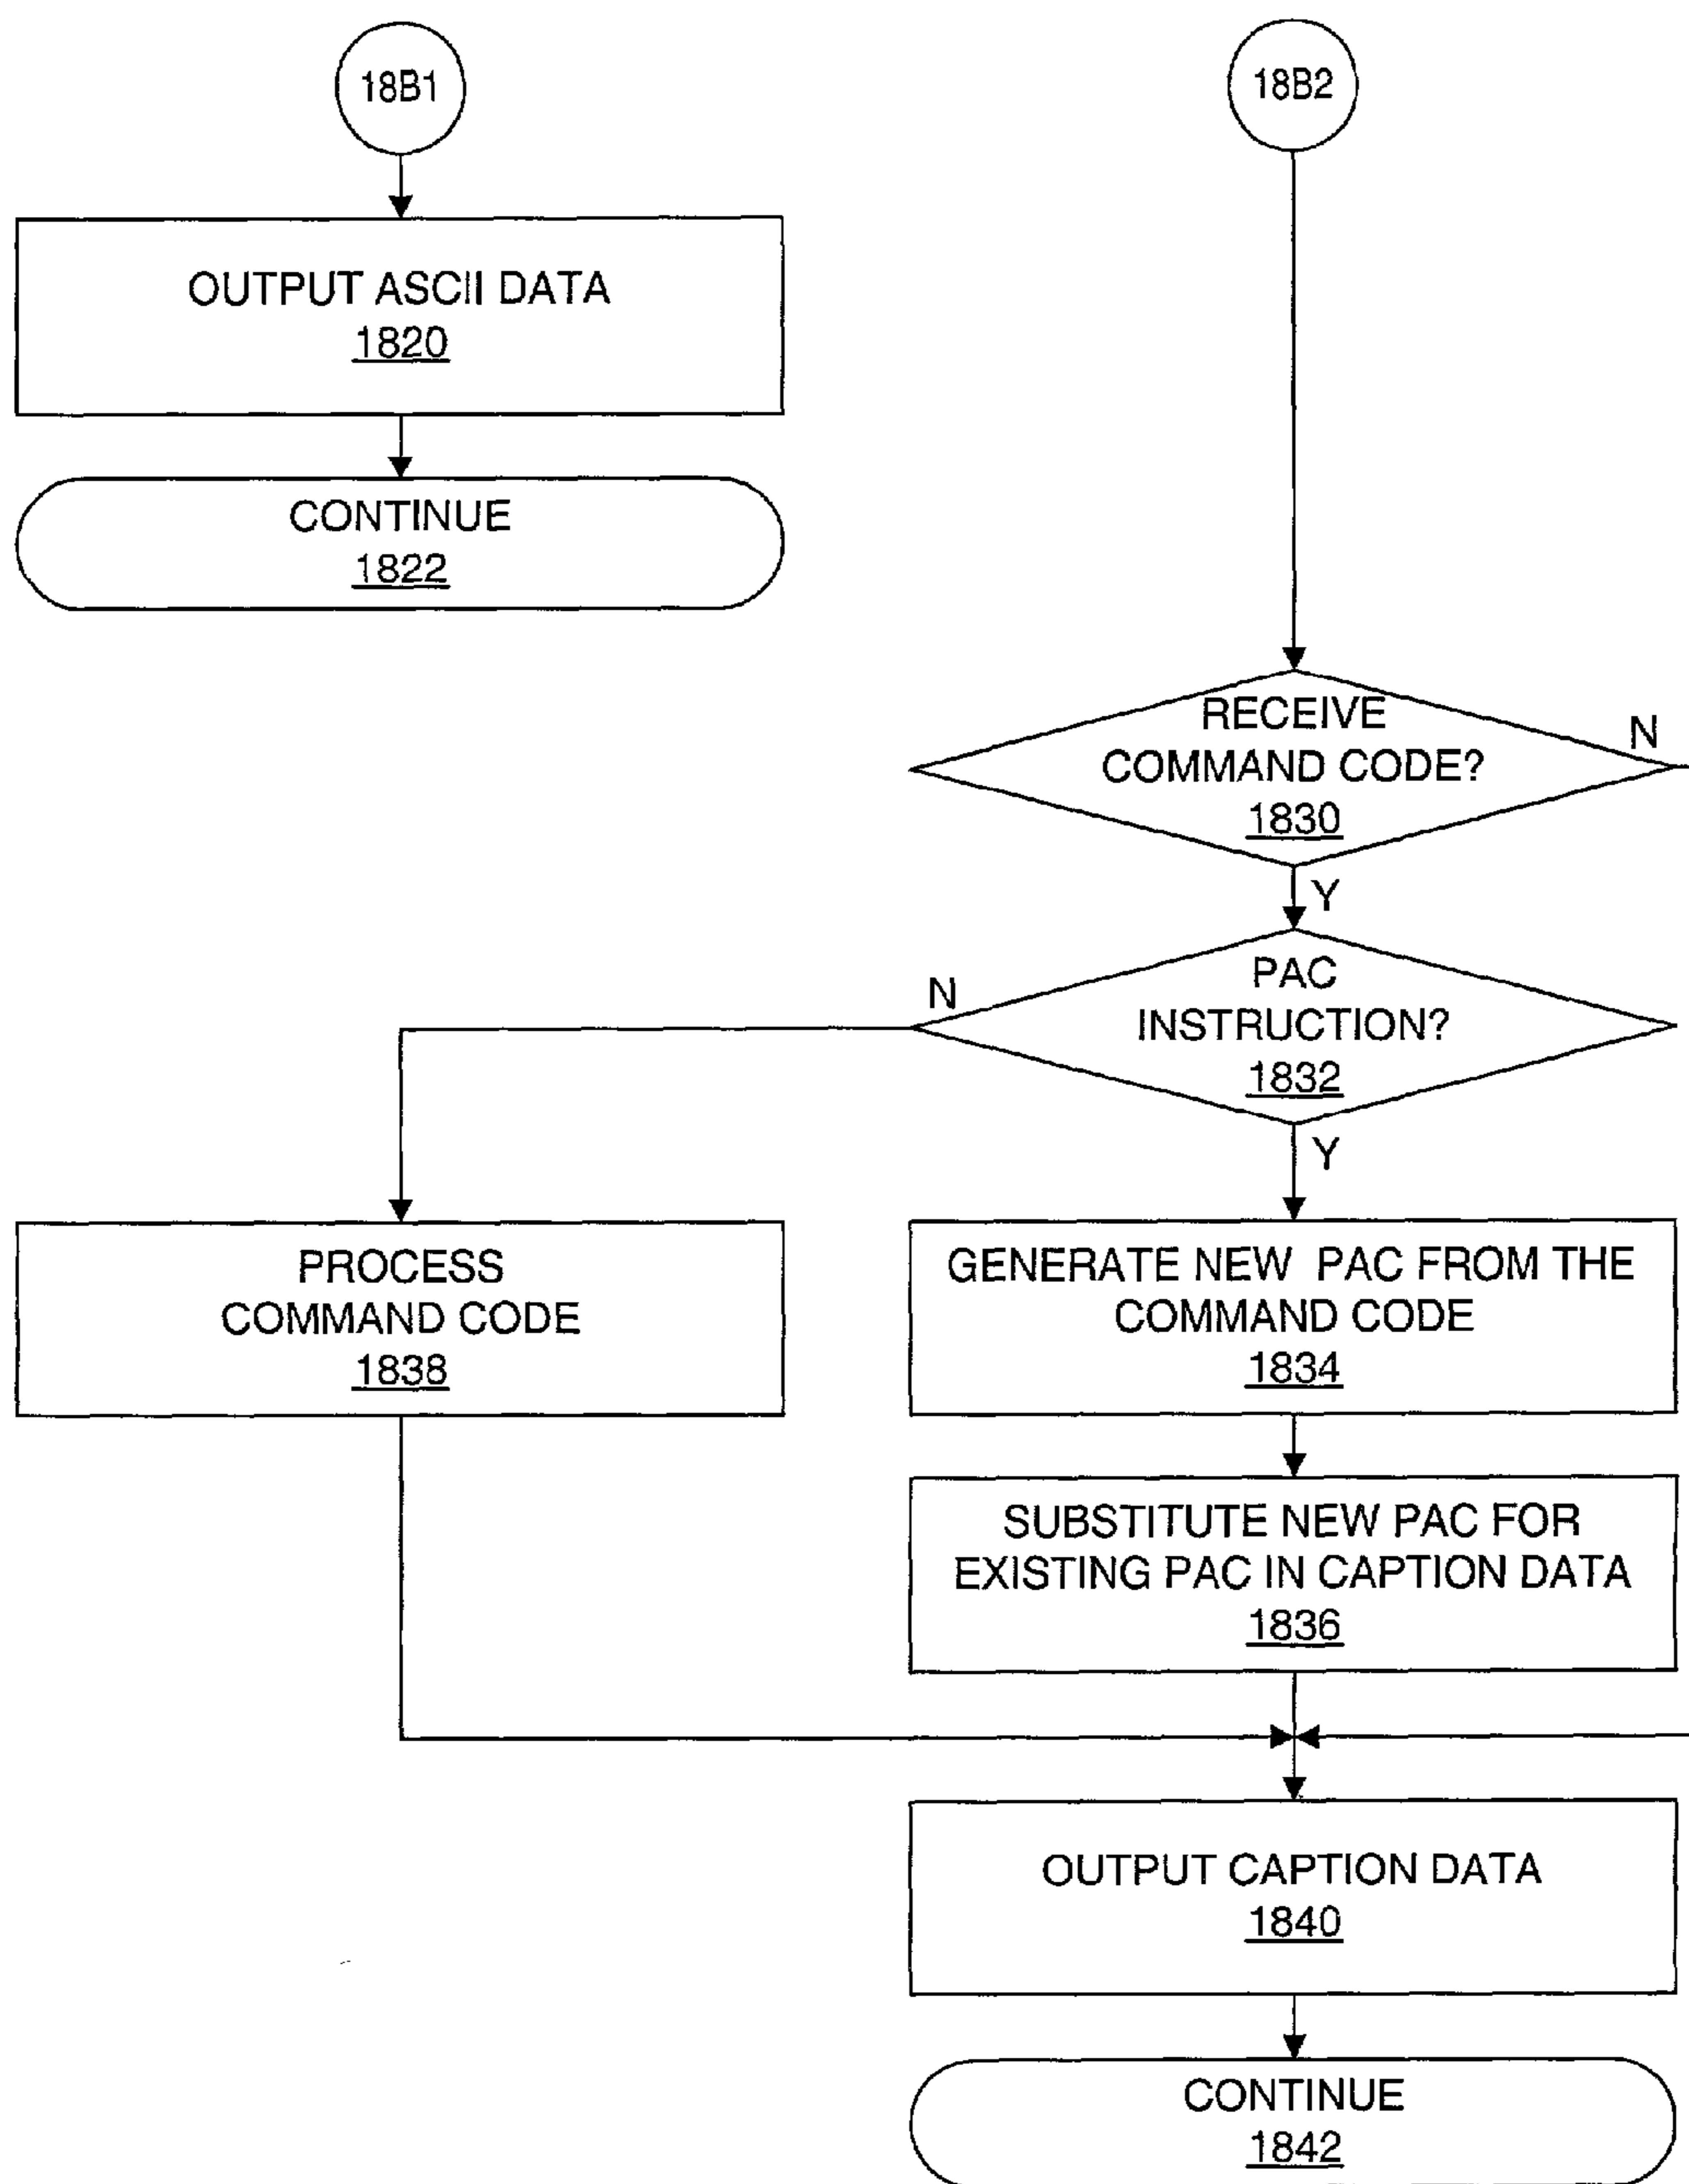 18B1
OUTPUT ASCII DATA
1820
CONTINUE
1822
18B2
RECEIVE
COMMAND CODE?
1830
N
Y
PAC
INSTRUCTION?
1832
N
Y
PROCESS
COMMAND CODE
1838
GENERATE NEW PAC FROM THE
COMMAND CODE
1834
SUBSTITUTE NEW PAC FOR
EXISTING PAC IN CAPTION DATA
1836
OUTPUT CAPTION DATA
1840
CONTINUE
1842